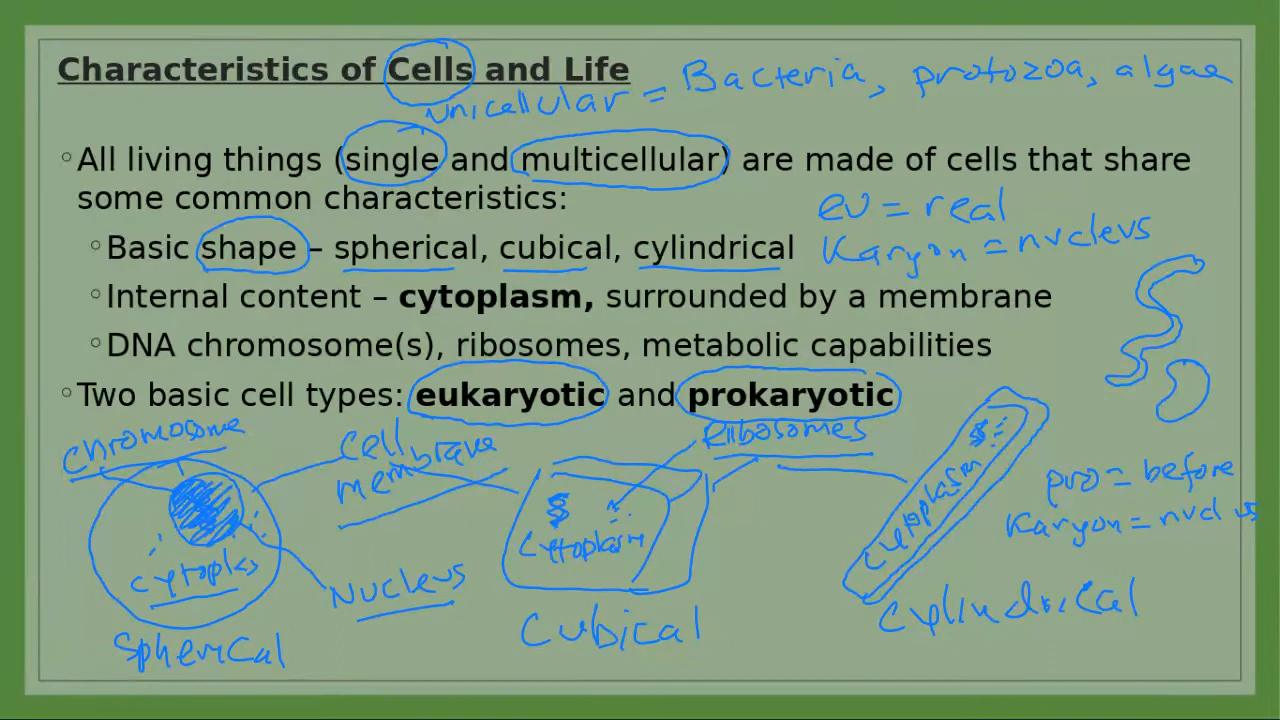 Characteristics of Cells and Life
unicellular = Bacteria, protozoa, algae
◦All living things (single and multicellular) are made of cells that share
some common characteristics:
eu = real
◦Basic shape – spherical, cubical, cylindrical
Karyon = nucleus
◦Internal content – cytoplasm, surrounded by a membrane
◦DNA chromosome(s), ribosomes, metabolic capabilities
◦Two basic cell types: eukaryotic and prokaryotic
chromosome
Cell
membrane
Ribosomes
pro = before
Karyon = nucleus
cytoplasm
cytoplasm
cytoplas
Nucleus
Spherical
Cubical
Cylindrical